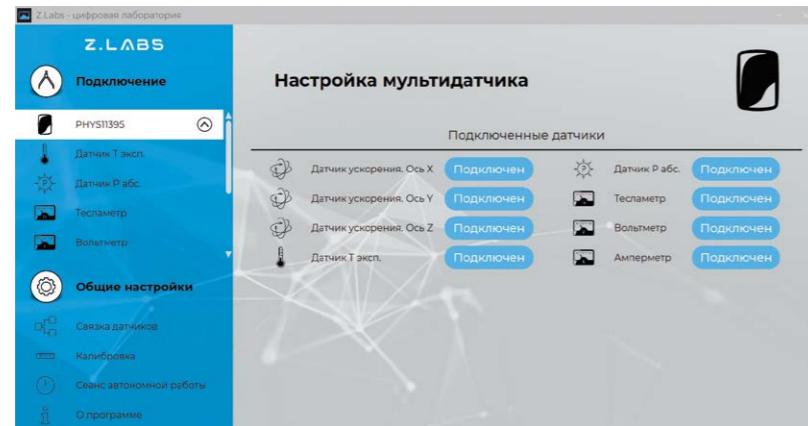 Z.Labs - цифровая лаборатория
Z.LABS
Подключение
PHYS11395
Датчик Т эксп.
Датчик Р абс.
Тесламетр
Вольтметр
Общие настройки
Связка датчиков
Калибровка
Сеанс автономной работы
О программе
Настройка мультидатчика
Подключенные датчики
Датчик ускорения. Ось X Подключен
Датчик ускорения. Ось Y Подключен
Датчик ускорения. Ось Z Подключен
Датчик Т эксп. Подключен
Датчик Р абс. Подключен
Тесламетр Подключен
Вольтметр Подключен
Амперметр Подключен